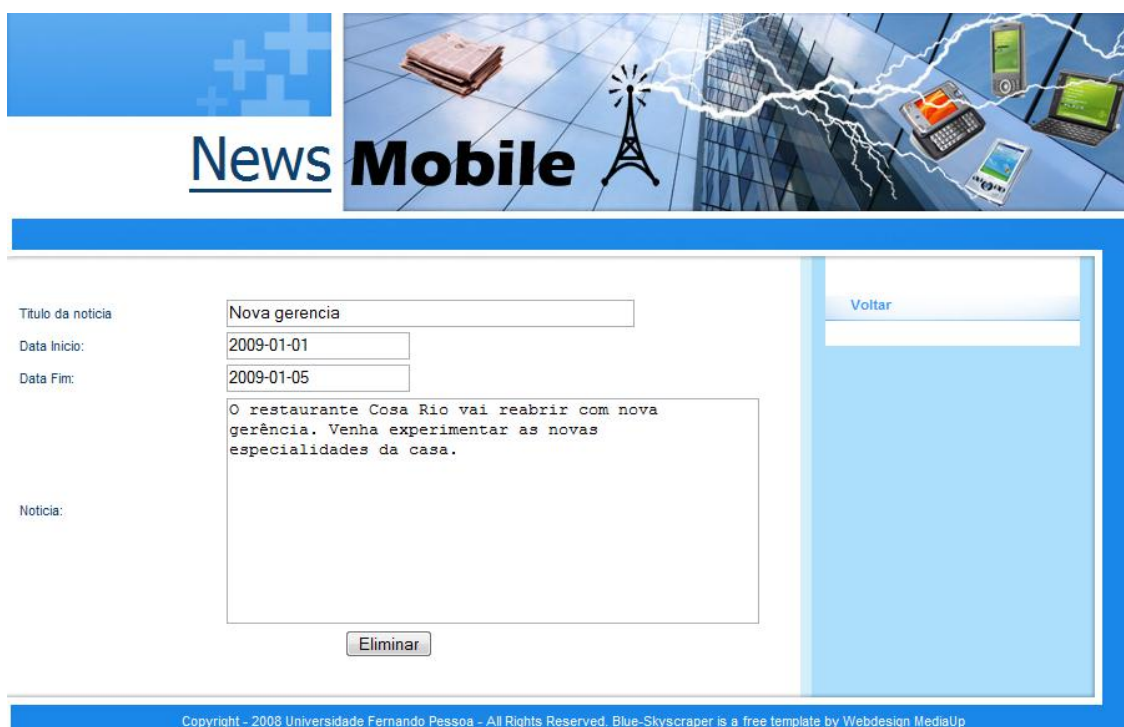 News Mobile
Titulo da noticia
Nova gerencia
Voltar
Data Inicio:
2009-01-01
Data Fim:
2009-01-05
Noticia:
O restaurante Cosa Rio vai reabrir com nova
gerência. Venha experimentar as novas
especialidades da casa.
Eliminar
Copyright - 2008 Universidade Fernando Pessoa - All Rights Reserved. Blue-Skyscraper is a free template by Webdesign MediaUp